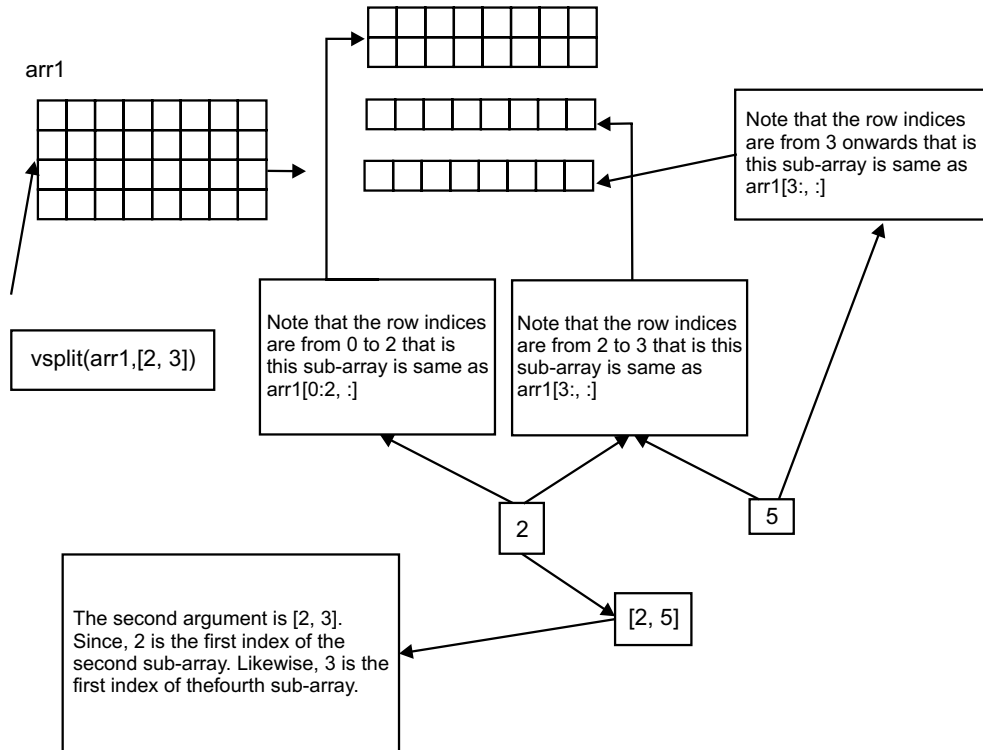 arr1
Note that the row indices
are from 3 onwards that is
this sub-array is same as
arr1[3:, :]
vsplit(arr1,[2, 3])
Note that the row indices
are from 0 to 2 that is
this sub-array is same as
arr1[0:2, :]
Note that the row indices
are from 2 to 3 that is this
sub-array is same as
arr1[3:, :]
2
5
The second argument is [2, 3].
Since, 2 is the first index of the
second sub-array. Likewise, 3 is the
first index of thefourth sub-array.
[2, 5]